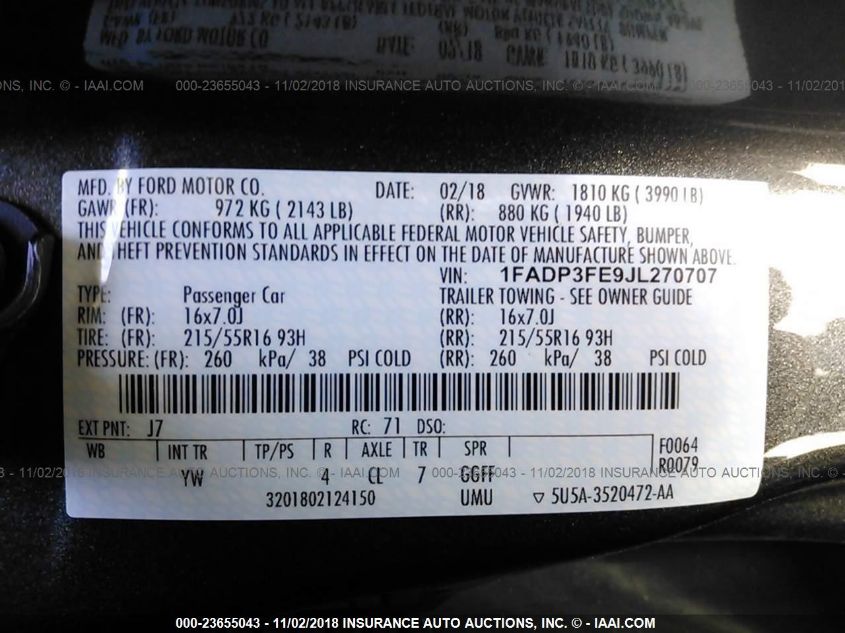 MFD. BY FORD MOTOR CO. DATE: 02/18 GVWR: 1810 KG ( 3990 LB)
GAWR (FR): 972 KG ( 2143 LB) (RR): 880 KG ( 1940 LB)
THIS VEHICLE CONFORMS TO ALL APPLICABLE FEDERAL MOTOR VEHICLE SAFETY, BUMPER,
AND THEFT PREVENTION STANDARDS IN EFFECT ON THE DATE OF MANUFACTURE SHOWN ABOVE.
VIN: 1FADP3FE9JL270707
TYPE: Passenger Car TRAILER TOWING - SEE OWNER GUIDE
RIM: (FR): 16x7.0J (RR): 16x7.0J
TIRE: (FR): 215/55R16 93H (RR): 215/55R16 93H
PRESSURE: (FR): 260 kPa/ 38 PSI COLD (RR): 260 kPa/ 38 PSI COLD
EXT PNT: J7 RC: 71 DSO:
WB INT TR TP/PS R AXLE TR SPR F0064
YW 4 CL 7 GGFF R0079
3201802124150 UMU ▽ 5U5A-3520472-AA
000-23655043 - 11/02/2018 INSURANCE AUTO AUCTIONS, INC. - IAAI.COM